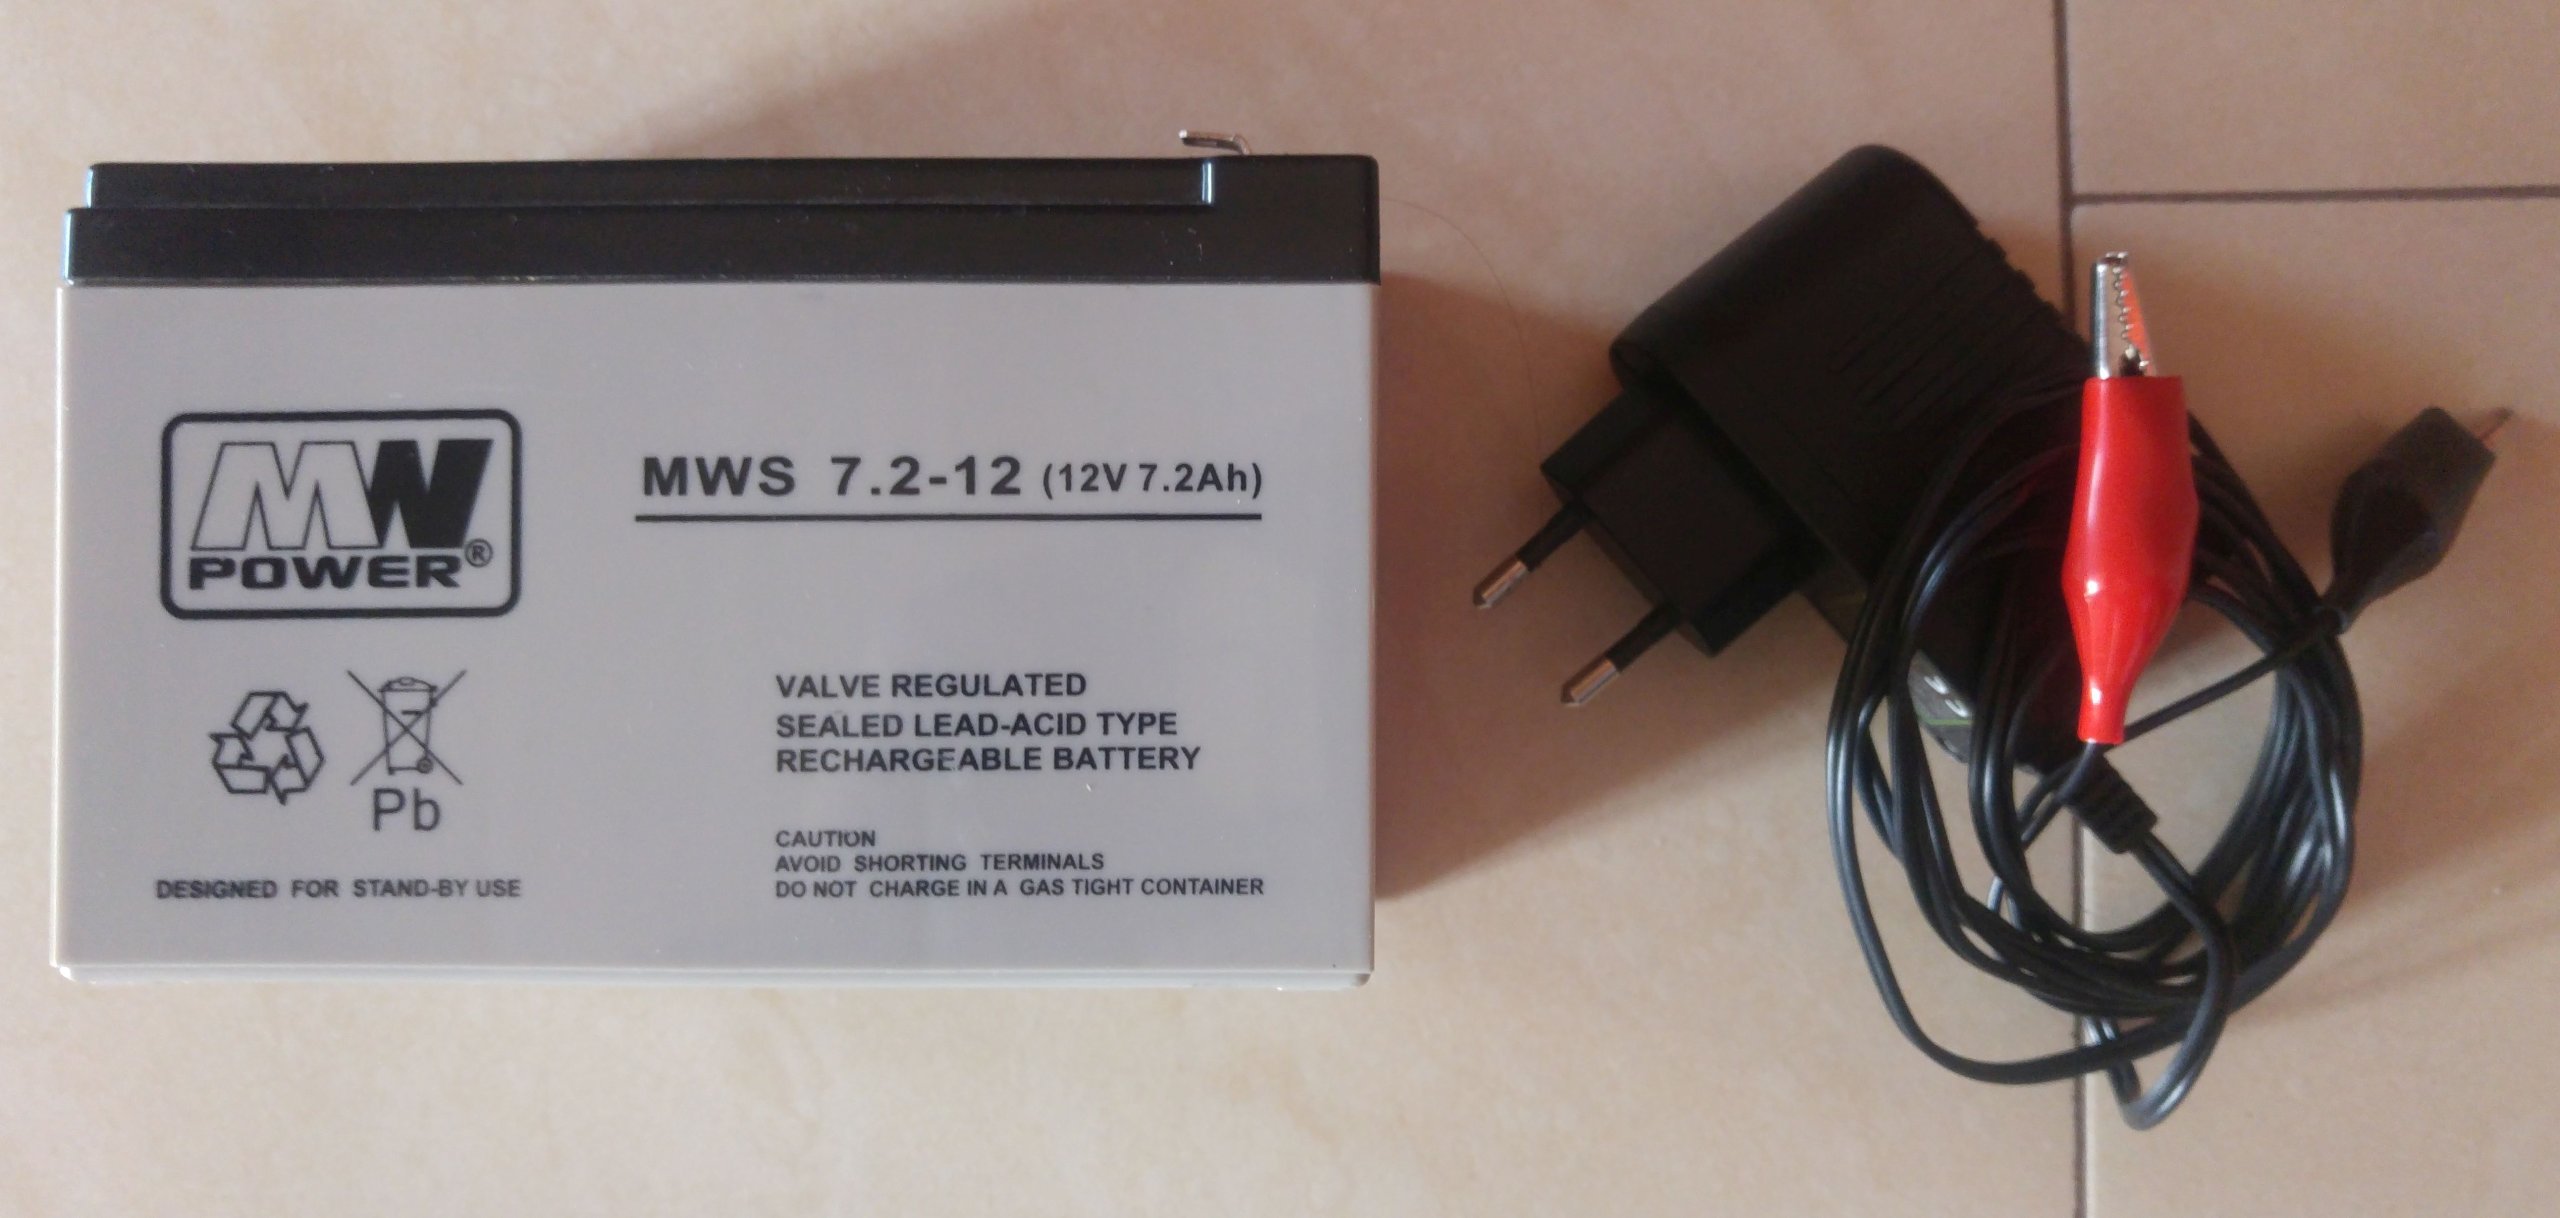 MW
POWER®
MWS 7.2-12 (12V 7.2Ah)
Pb
DESIGNED FOR STAND-BY USE
VALVE REGULATED
SEALED LEAD-ACID TYPE
RECHARGEABLE BATTERY
CAUTION
AVOID SHORTING TERMINALS
DO NOT CHARGE IN A GAS TIGHT CONTAINER